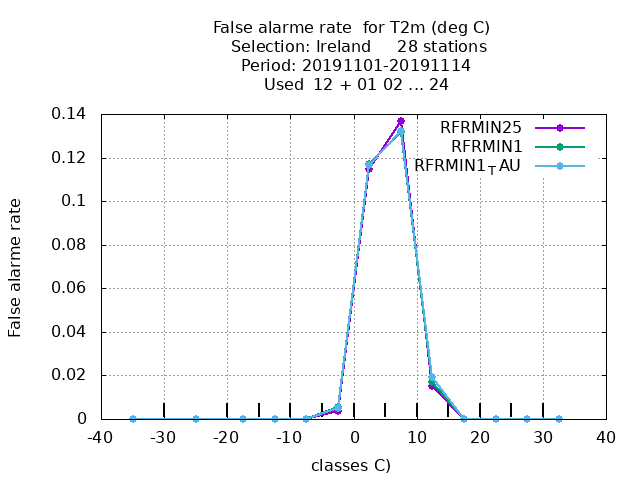 False alarme rate  for T2m (deg C)
Selection: Ireland     28 stations
Period: 20191101-20191114
Used  12 + 01 02 ... 24
RFRMIN25
RFRMIN1
RFRMIN1TAU
0.14
0.12
0.1
0.08
0.06
0.04
0.02
0
False alarme rate
-40 -30 -20 -10 0 10 20 30 40
classes C)